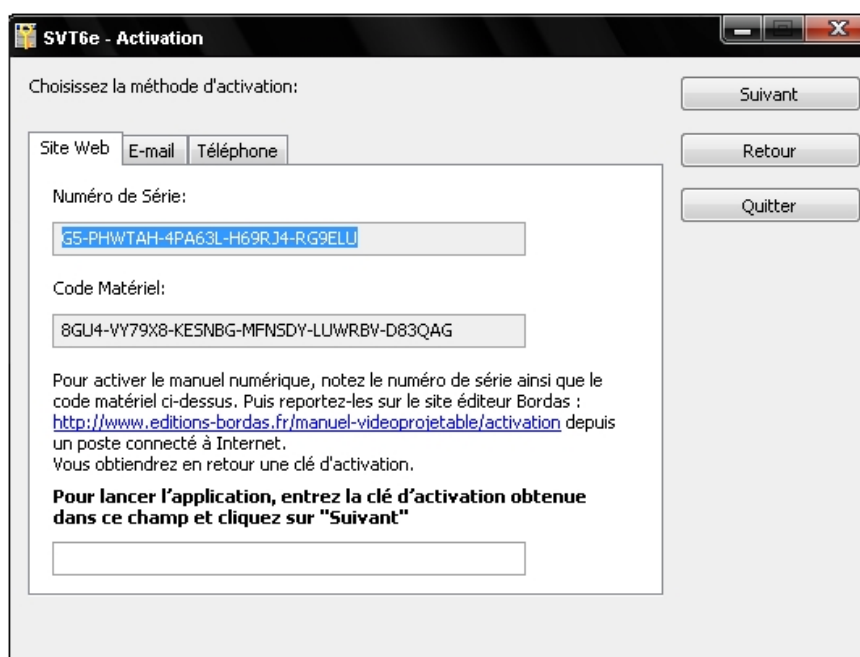 SVT6e - Activation
Choisissez la méthode d'activation:
Suivant
Site Web E-mail Téléphone
Retour
Numéro de Série:
Quitter
G5-PHWTAH-4PA63L-H69RJ4-RG9ELU
Code Matériel:
8GU4-VY79X8-KESNBG-MFNSDY-LUWRBV-D83QAG
Pour activer le manuel numérique, notez le numéro de série ainsi que le
code matériel ci-dessus. Puis reportez-les sur le site éditeur Bordas :
http://www.editions-bordas.fr/manuel-videoprojetable/activation depuis
un poste connecté à Internet.
Vous obtiendrez en retour une clé d'activation.
Pour lancer l'application, entrez la clé d'activation obtenue
dans ce champ et cliquez sur "Suivant"